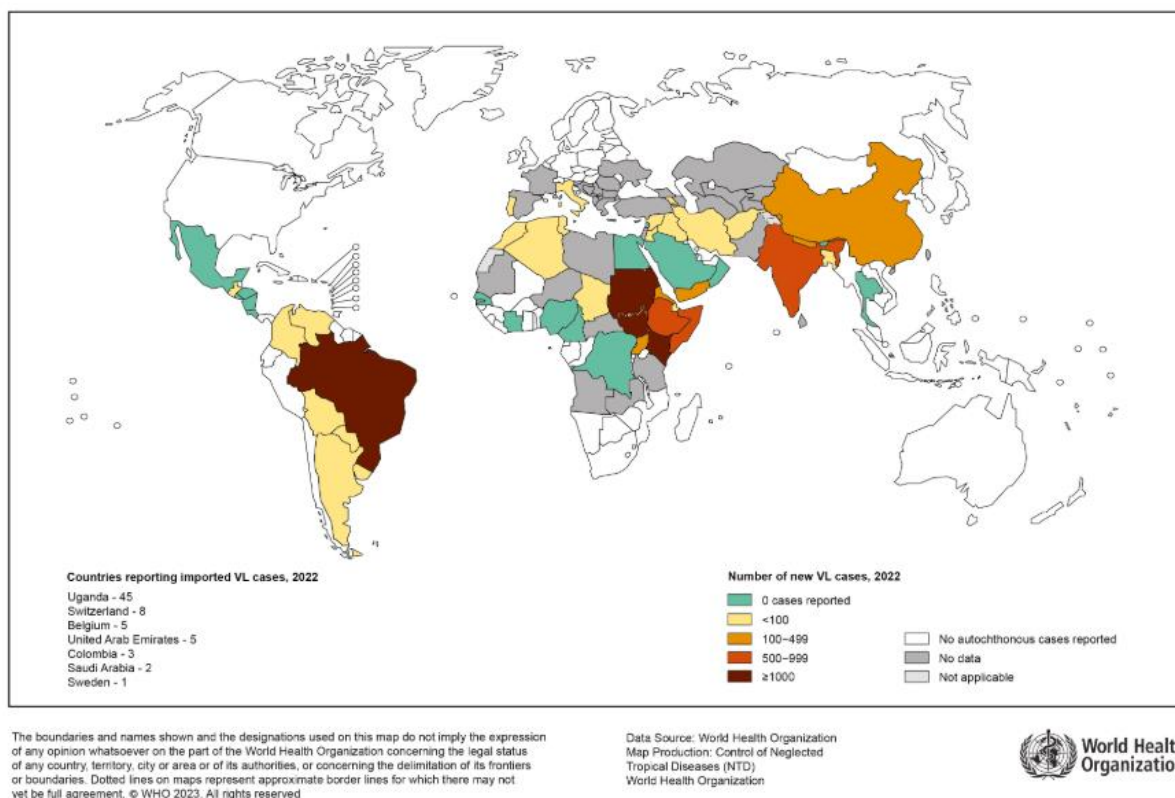 Countries reporting imported VL cases, 2022
Uganda - 45
Switzerland - 8
Belgium - 5
United Arab Emirates - 5
Colombia - 3
Saudi Arabia - 2
Sweden - 1
Number of new VL cases, 2022
0 cases reported
<100
100–499
500–999
≥1000
No autochthonous cases reported
No data
Not applicable
The boundaries and names shown and the designations used on this map do not imply the expression
of any opinion whatsoever on the part of the World Health Organization concerning the legal status
of any country, territory, city or area or of its authorities, or concerning the delimitation of its frontiers
or boundaries. Dotted lines on maps represent approximate border lines for which there may not
yet be full agreement. © WHO 2023. All rights reserved
Data Source: World Health Organization
Map Production: Control of Neglected
Tropical Diseases (NTD)
World Health Organization
World Healt
Organization